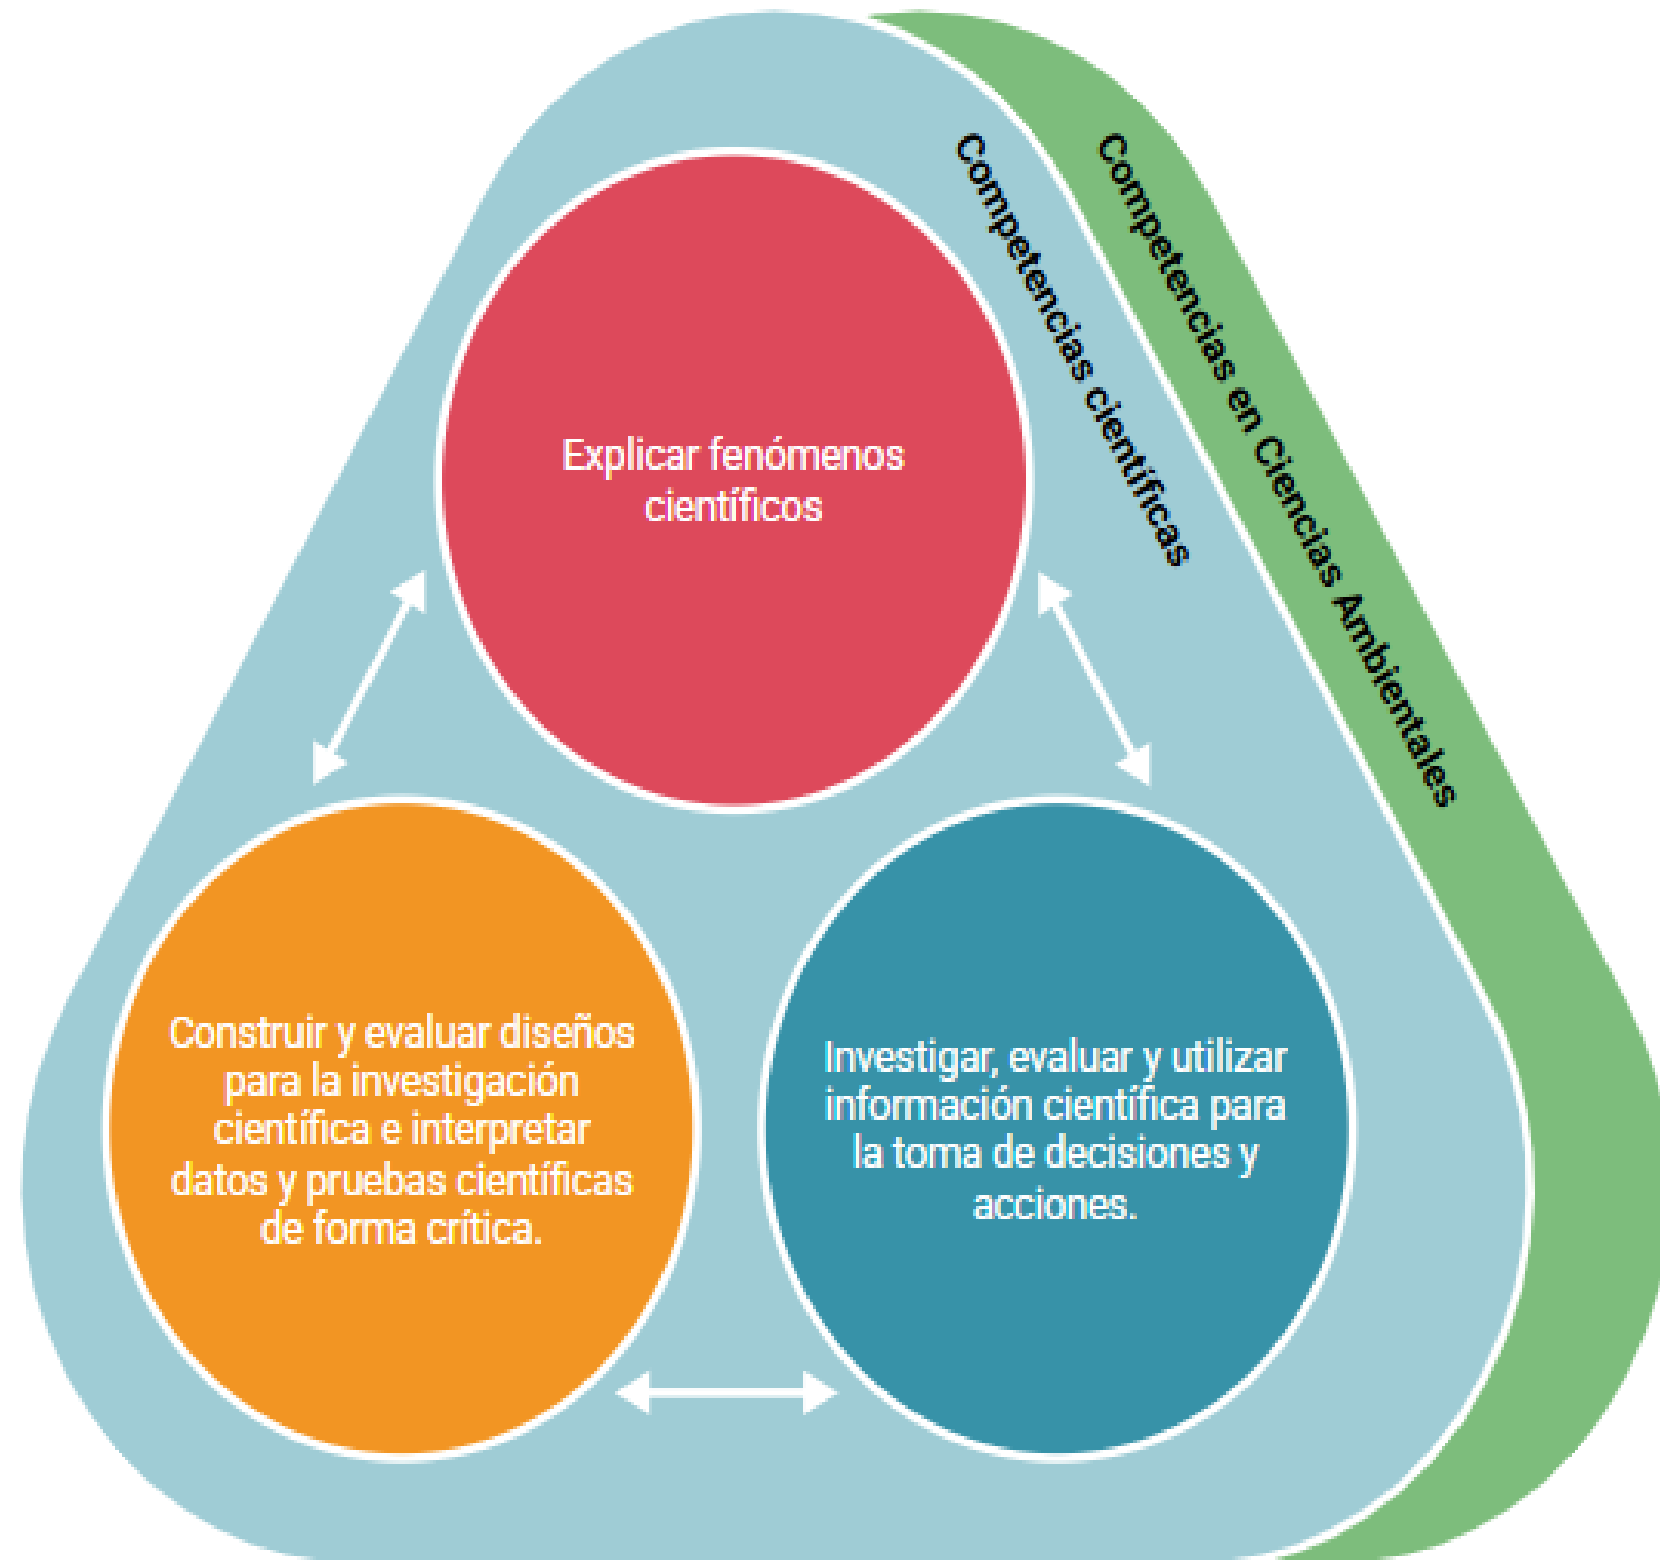 Competencias científicas
Competencias en Ciencias Ambientales
Explicar fenómenos
científicos
Construir y evaluar diseños
para la investigación
científica e interpretar
datos y pruebas científicas
de forma crítica.
Investigar, evaluar y utilizar
información científica para
la toma de decisiones y
acciones.